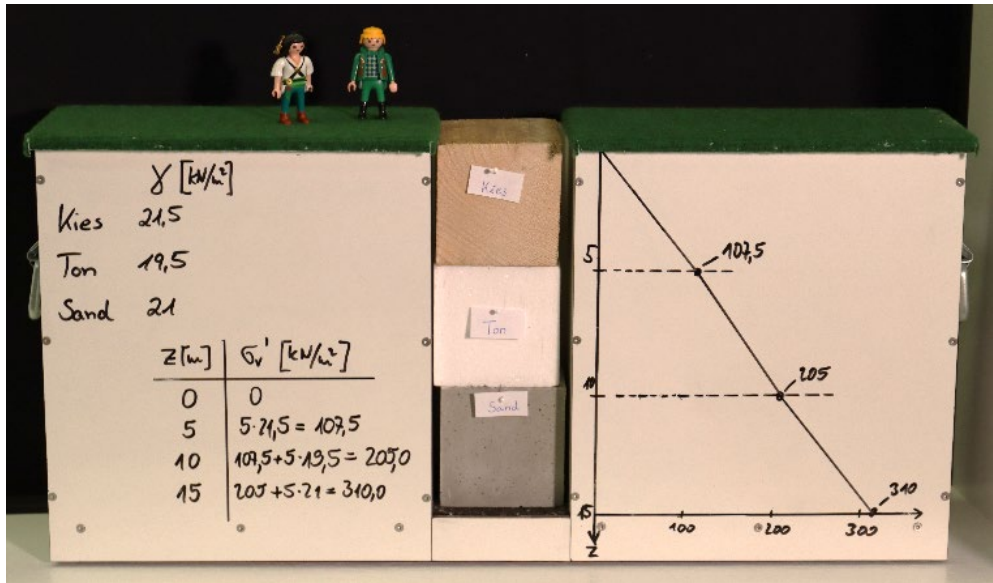 γ [kN/m²]
Kies 21,5
Ton 19,5
Sand 21
z[m] σv' [kN/m²]
0 0
5 5·21,5 = 107,5
10 107,5+5·19,5 = 205,0
15 205+5·21 = 310,0
Kies
Ton
Sand
5
107,5
10
205
15
310
100 200 300
z